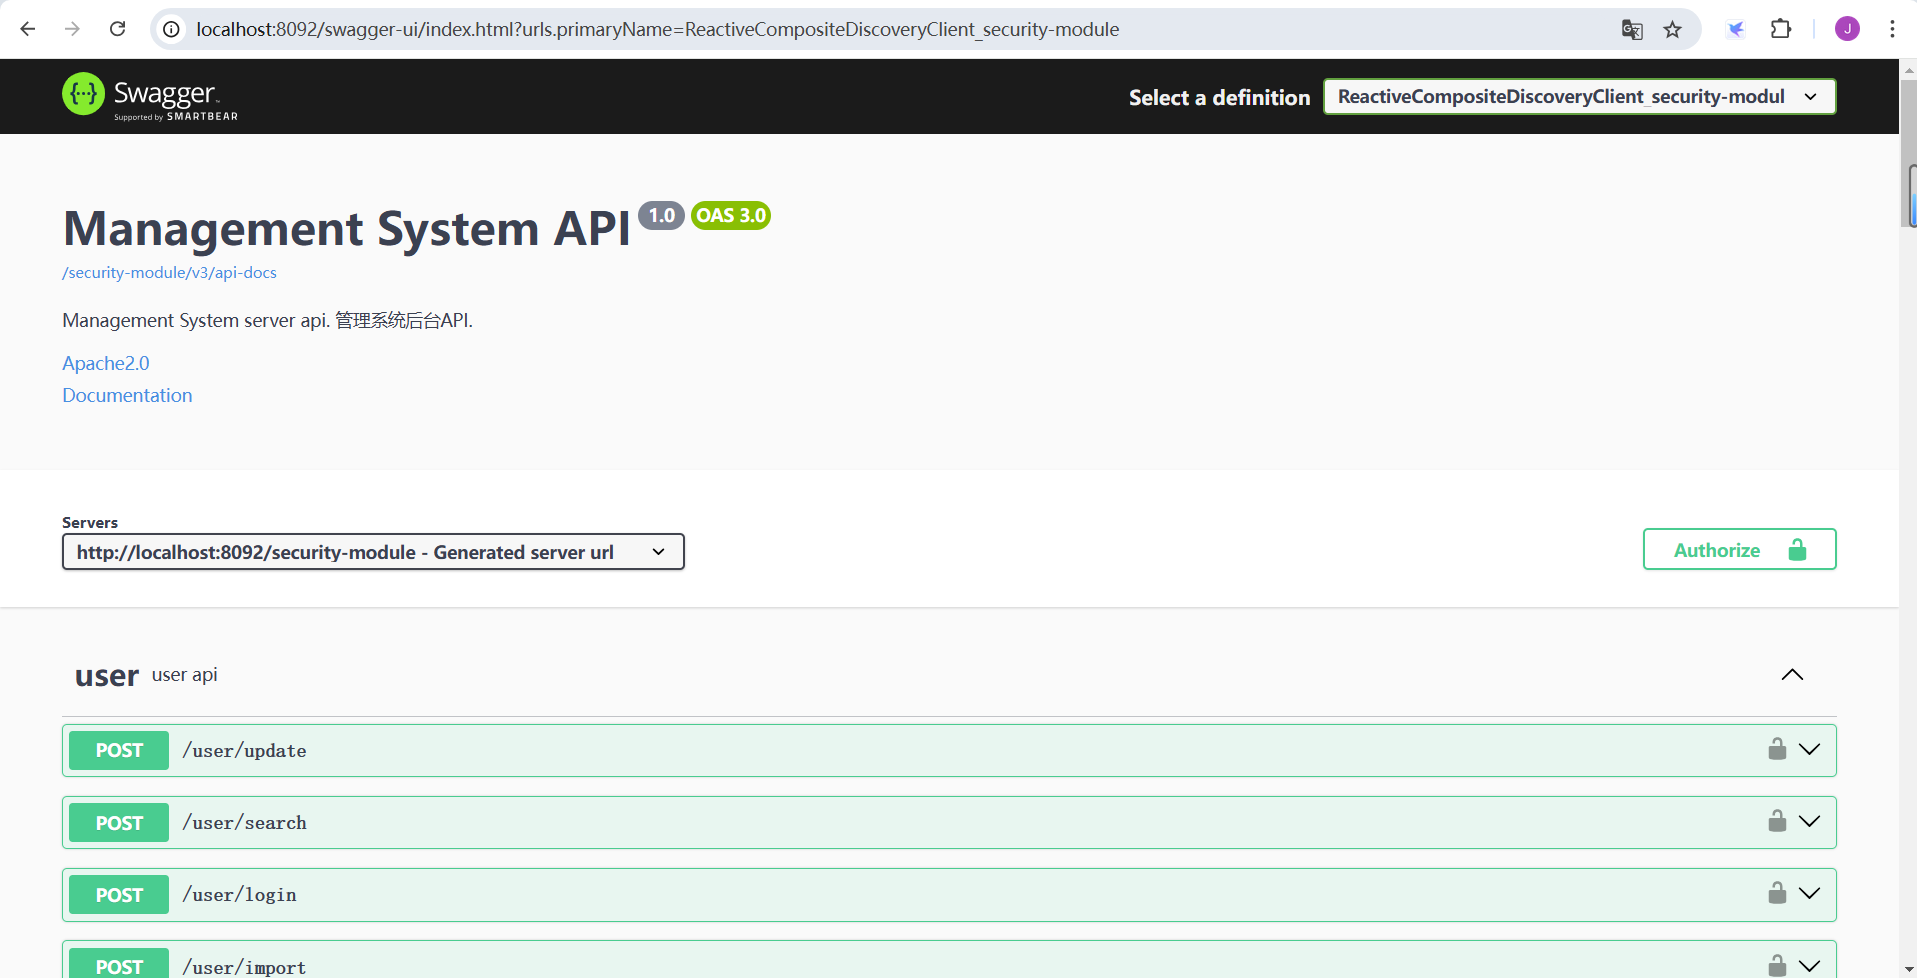 localhost:8092/swagger-ui/index.html?urls.primaryName=ReactiveCompositeDiscoveryClient_security-module
J
{···} Swagger™
Supported by SMARTBEAR
Select a definition
ReactiveCompositeDiscoveryClient_security-modul
Management System API 1.0 OAS 3.0
/security-module/v3/api-docs
Management System server api. 管理系统后台API.
Apache2.0
Documentation
Servers
http://localhost:8092/security-module - Generated server url
Authorize
user user api
POST /user/update
POST /user/search
POST /user/login
POST /user/import